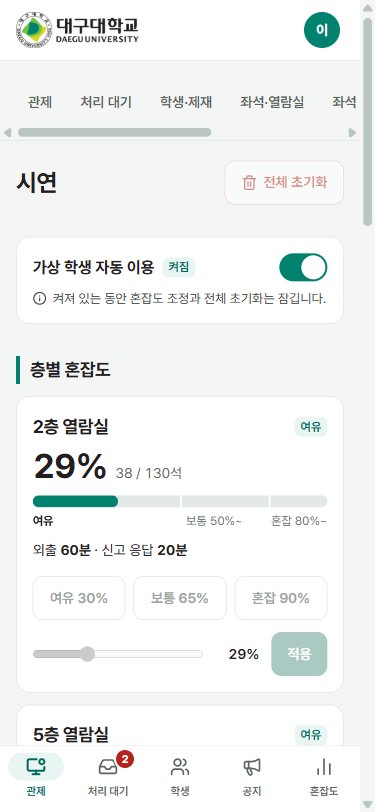 대구대학교
DAEGU UNIVERSITY
이
관제 처리 대기 학생·제재 좌석·열람실 좌석
시연
전체 초기화
가상 학생 자동 이용 켜짐
켜져 있는 동안 혼잡도 조정과 전체 초기화는 잠깁니다.
층별 혼잡도
2층 열람실 여유
29% 38 / 130석
여유 보통 50%~ 혼잡 80%~
외출 60분 · 신고 응답 20분
여유 30% 보통 65% 혼잡 90%
29% 적용
5층 열람실 여유
2
관제 처리 대기 학생 공지 혼잡도